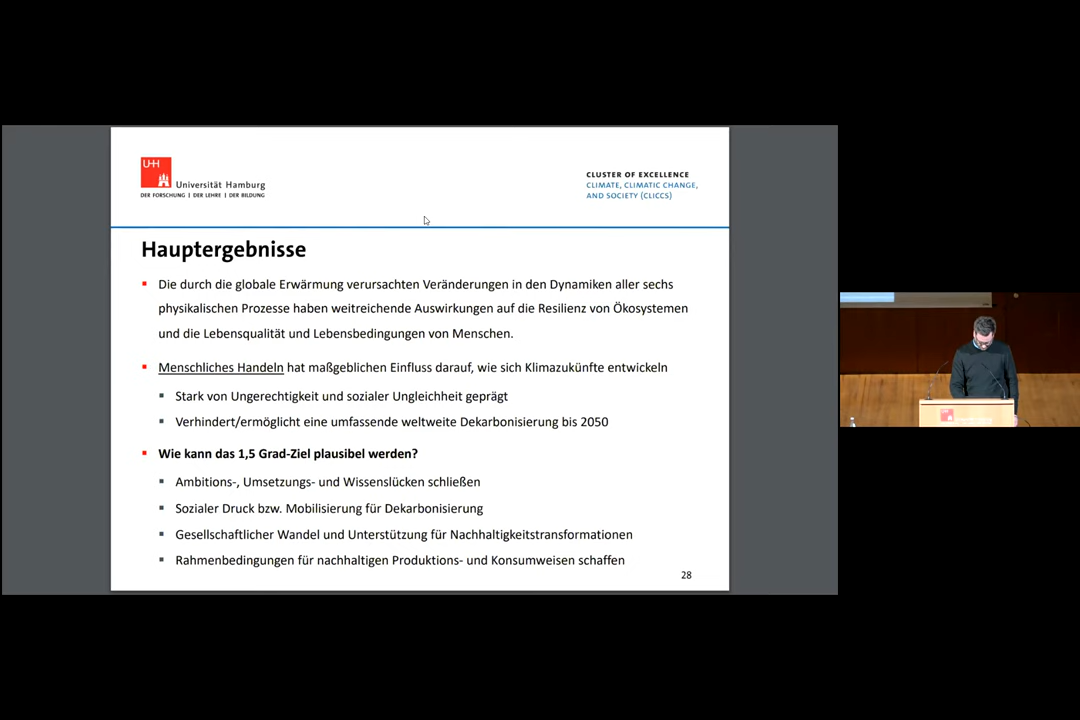 UHH
Universität Hamburg
DER FORSCHUNG | DER LEHRE | DER BILDUNG
CLUSTER OF EXCELLENCE
CLIMATE, CLIMATIC CHANGE,
AND SOCIETY (CLICCS)
Hauptergebnisse
Die durch die globale Erwärmung verursachten Veränderungen in den Dynamiken aller sechs
physikalischen Prozesse haben weitreichende Auswirkungen auf die Resilienz von Ökosystemen
und die Lebensqualität und Lebensbedingungen von Menschen.
Menschliches Handeln hat maßgeblichen Einfluss darauf, wie sich Klimazukünfte entwickeln
Stark von Ungerechtigkeit und sozialer Ungleichheit geprägt
Verhindert/ermöglicht eine umfassende weltweite Dekarbonisierung bis 2050
Wie kann das 1,5 Grad-Ziel plausibel werden?
Ambitions-, Umsetzungs- und Wissenslücken schließen
Sozialer Druck bzw. Mobilisierung für Dekarbonisierung
Gesellschaftlicher Wandel und Unterstützung für Nachhaltigkeitstransformationen
Rahmenbedingungen für nachhaltigen Produktions- und Konsumweisen schaffen
28